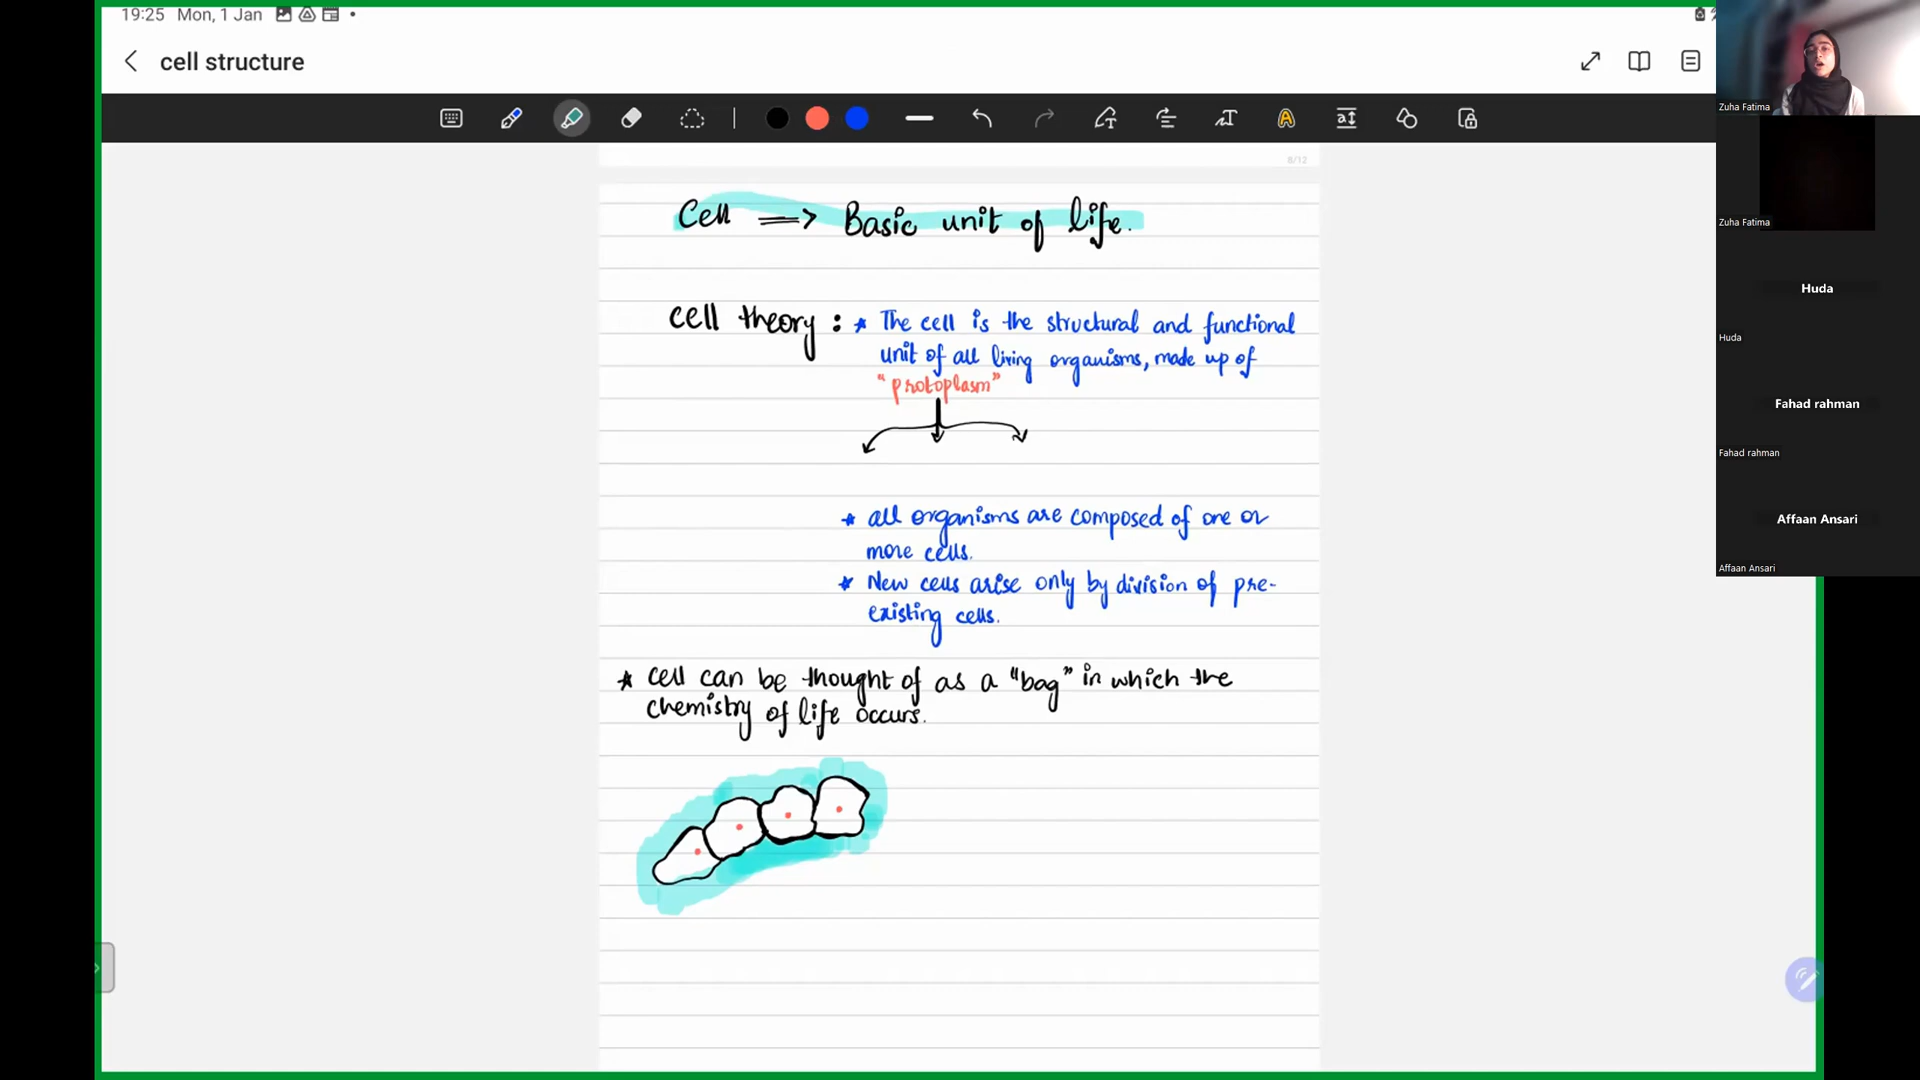 19:25 Mon, 1 Jan
cell structure
8/12
Cell => Basic unit of life.
cell theory : * The cell is the structural and functional
unit of all living organisms, made up of
"protoplasm"
* all organisms are composed of one or
more cells.
* New cells arise only by division of pre-
existing cells.
* cell can be thought of as a "bag" in which the
chemistry of life occurs.
Zuha Fatima
Zuha Fatima
Huda
Huda
Fahad rahman
Fahad rahman
Affaan Ansari
Affaan Ansari